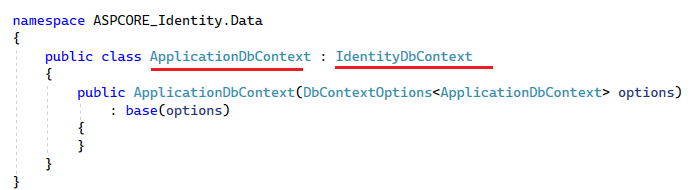 namespace ASPCORE_Identity.Data
{
    public class ApplicationDbContext : IdentityDbContext
    {
        public ApplicationDbContext(DbContextOptions<ApplicationDbContext> options)
            : base(options)
        {
        }
    }
}